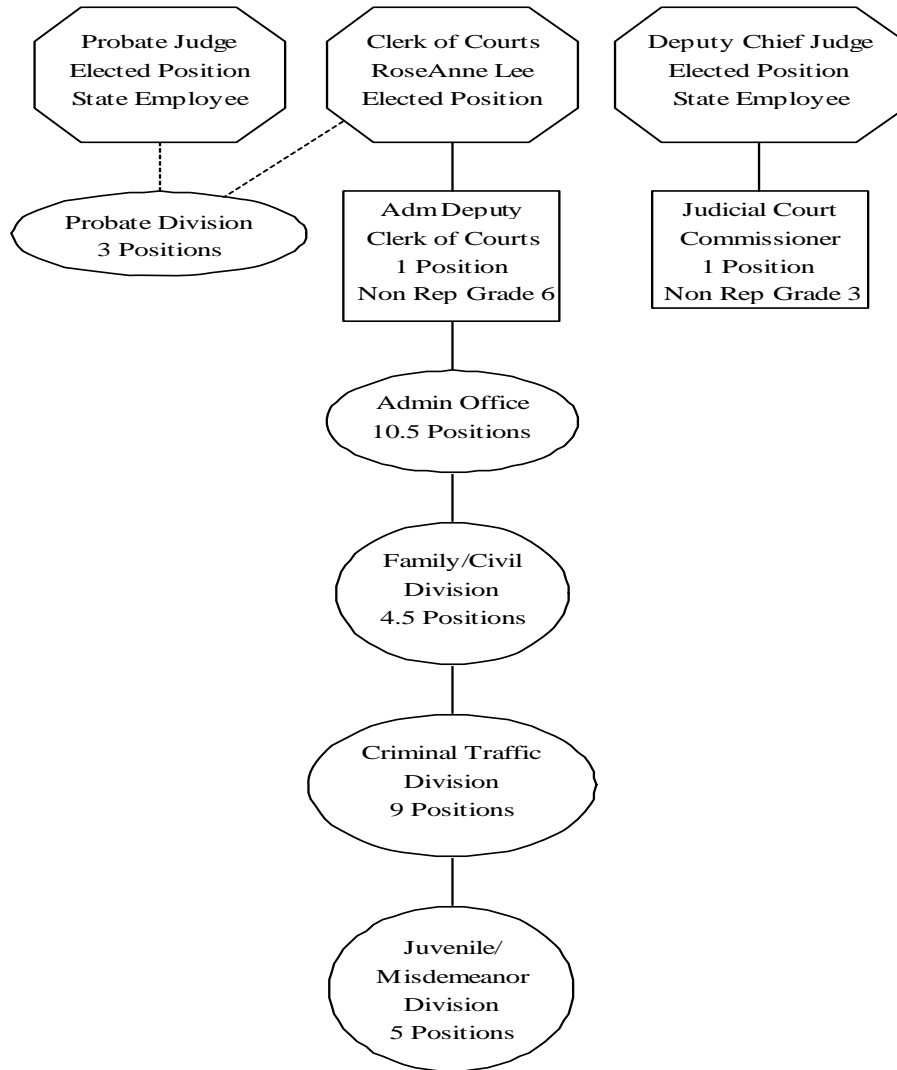 Probate Judge
Elected Position
State Employee
Clerk of Courts
RoseAnne Lee
Elected Position
Deputy Chief Judge
Elected Position
State Employee
Probate Division
3 Positions
Adm Deputy
Clerk of Courts
1 Position
Non Rep Grade 6
Judicial Court
Commissioner
1 Position
Non Rep Grade 3
Admin Office
10.5 Positions
Family/Civil
Division
4.5 Positions
Criminal Traffic
Division
9 Positions
Juvenile/
Misdemeanor
Division
5 Positions